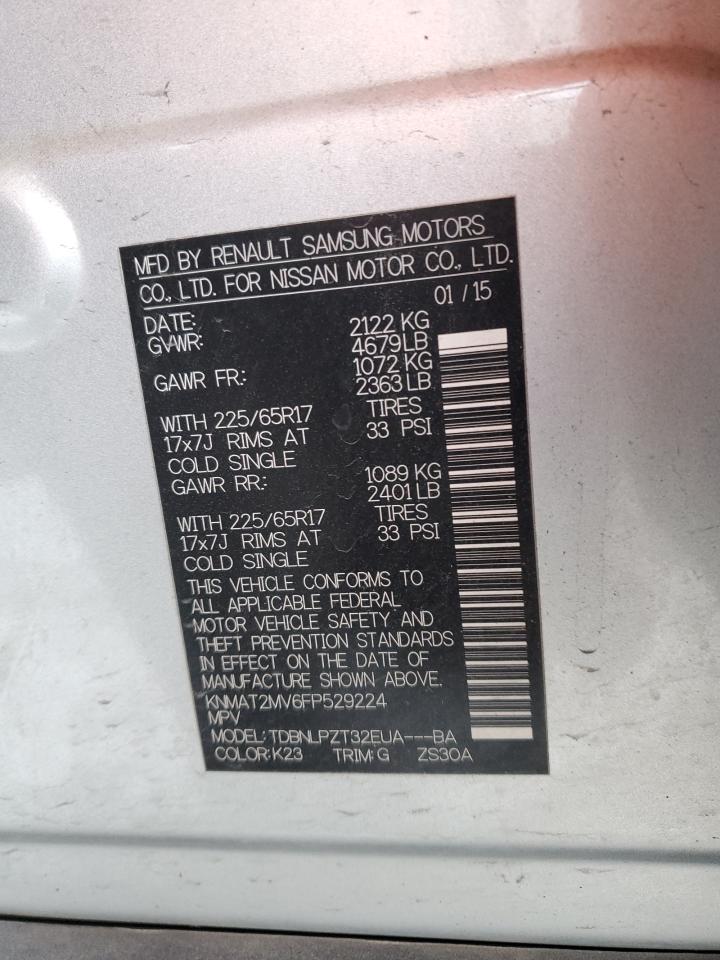 MFD BY RENAULT SAMSUNG MOTORS
CO., LTD. FOR NISSAN MOTOR CO., LTD.
DATE: 01 / 15
GVWR: 2122 KG
4679LB
GAWR FR: 1072 KG
2363 LB
WITH 225/65R17 TIRES
17x7J RIMS AT 33 PSI
COLD SINGLE
GAWR RR: 1089 KG
2401LB
WITH 225/65R17 TIRES
17x7J RIMS AT 33 PSI
COLD SINGLE
THIS VEHICLE CONFORMS TO
ALL APPLICABLE FEDERAL
MOTOR VEHICLE SAFETY AND
THEFT PREVENTION STANDARDS
IN EFFECT ON THE DATE OF
MANUFACTURE SHOWN ABOVE.
KNMAT2MV6FP529224
MPV
MODEL: TDBNLPZT32EUA---BA
COLOR:K23 TRIM:G ZS30A